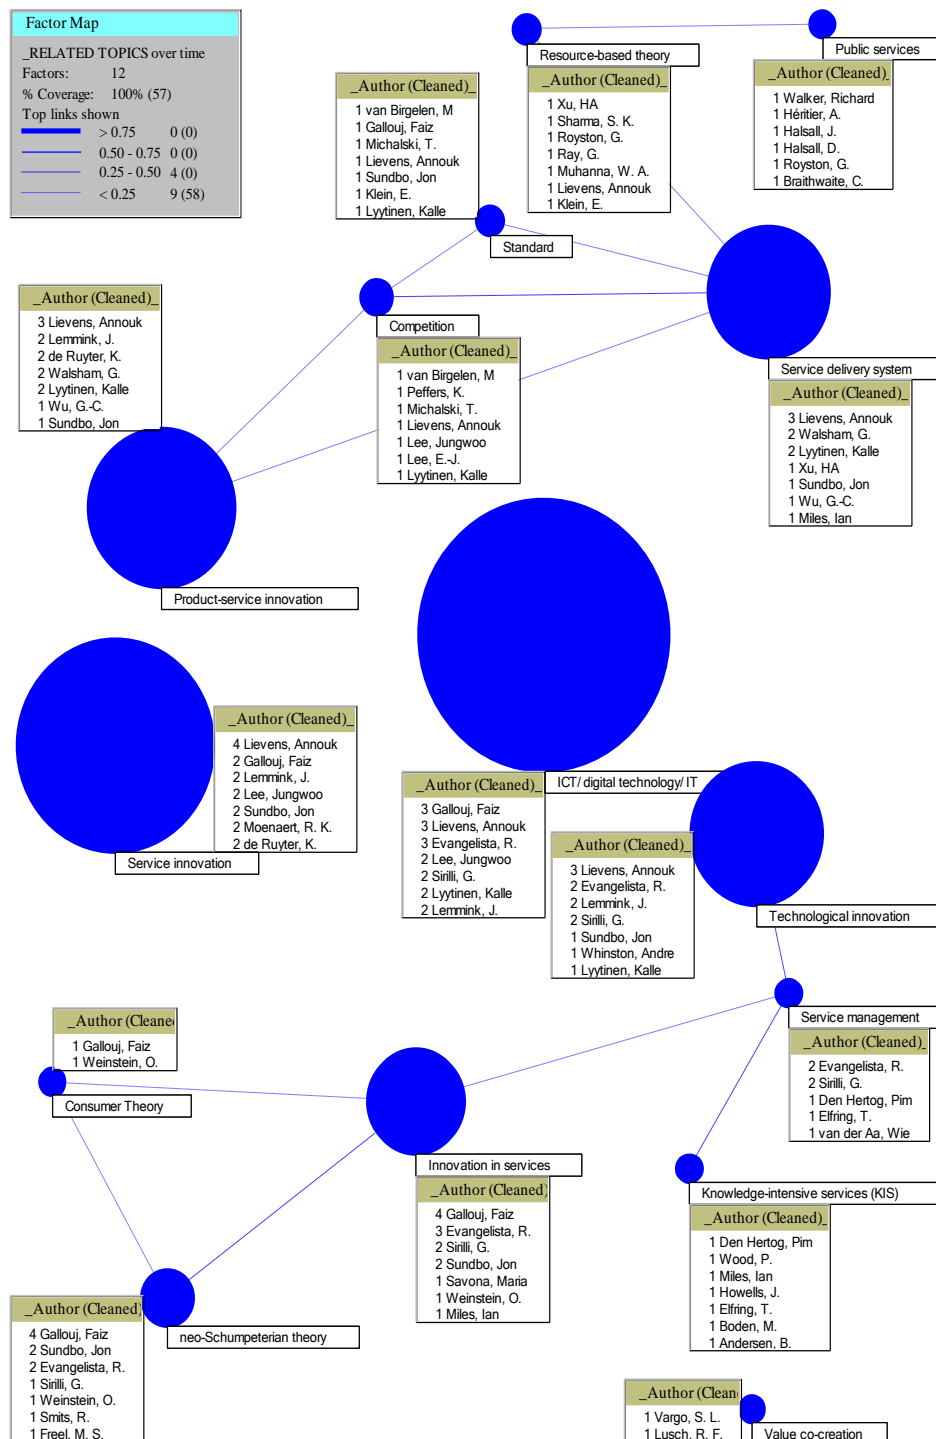 Factor Map
_RELATED TOPICS over time
Factors: 12
% Coverage: 100% (57)
Top links shown
> 0.75 0 (0)
0.50 - 0.75 0 (0)
0.25 - 0.50 4 (0)
< 0.25 9 (58)
Resource-based theory
_Author (Cleaned)_
1 Xu, HA
1 Sharma, S. K.
1 Royston, G.
1 Ray, G.
1 Muhanna, W. A.
1 Lievens, Annouk
1 Klein, E.
Public services
_Author (Cleaned)_
1 Walker, Richard
1 Héritier, A.
1 Halsall, J.
1 Halsall, D.
1 Royston, G.
1 Braithwaite, C.
_Author (Cleaned)_
1 van Birgelen, M
1 Gallouj, Faiz
1 Michalski, T.
1 Lievens, Annouk
1 Sundbo, Jon
1 Klein, E.
1 Lyytinen, Kalle
Standard
_Author (Cleaned)_
3 Lievens, Annouk
2 Lemmink, J.
2 de Ruyter, K.
2 Walsham, G.
2 Lyytinen, Kalle
1 Wu, G.-C.
1 Sundbo, Jon
Product-service innovation
Competition
_Author (Cleaned)_
1 van Birgelen, M
1 Peffers, K.
1 Michalski, T.
1 Lievens, Annouk
1 Lee, Jungwoo
1 Lee, E.-J.
1 Lyytinen, Kalle
Service delivery system
_Author (Cleaned)_
3 Lievens, Annouk
2 Walsham, G.
2 Lyytinen, Kalle
1 Xu, HA
1 Sundbo, Jon
1 Wu, G.-C.
1 Miles, Ian
_Author (Cleaned)_
4 Lievens, Annouk
2 Gallouj, Faiz
2 Lemmink, J.
2 Lee, Jungwoo
2 Sundbo, Jon
2 Moenaert, R. K.
2 de Ruyter, K.
Service innovation
ICT/ digital technology/ IT
_Author (Cleaned)_
3 Gallouj, Faiz
3 Lievens, Annouk
3 Evangelista, R.
2 Lee, Jungwoo
2 Sirilli, G.
2 Lyytinen, Kalle
2 Lemmink, J.
_Author (Cleaned)_
3 Lievens, Annouk
2 Evangelista, R.
2 Lemmink, J.
2 Sirilli, G.
1 Sundbo, Jon
1 Whinston, Andre
1 Lyytinen, Kalle
Technological innovation
Service management
_Author (Cleaned)_
2 Evangelista, R.
2 Sirilli, G.
1 Den Hertog, Pim
1 Elfring, T.
1 van der Aa, Wie
_Author (Cleane
1 Gallouj, Faiz
1 Weinstein, O.
Consumer Theory
Innovation in services
_Author (Cleaned)
4 Gallouj, Faiz
3 Evangelista, R.
2 Sirilli, G.
2 Sundbo, Jon
1 Savona, Maria
1 Weinstein, O.
1 Miles, Ian
Knowledge-intensive services (KIS)
_Author (Cleaned)_
1 Den Hertog, Pim
1 Wood, P.
1 Miles, Ian
1 Howells, J.
1 Elfring, T.
1 Boden, M.
1 Andersen, B.
_Author (Cleaned)_
4 Gallouj, Faiz
2 Sundbo, Jon
2 Evangelista, R.
1 Sirilli, G.
1 Weinstein, O.
1 Smits, R.
1 Freel, M. S.
neo-Schumpeterian theory
_Author (Clean
1 Vargo, S. L.
1 Lusch, R. F.
Value co-creation